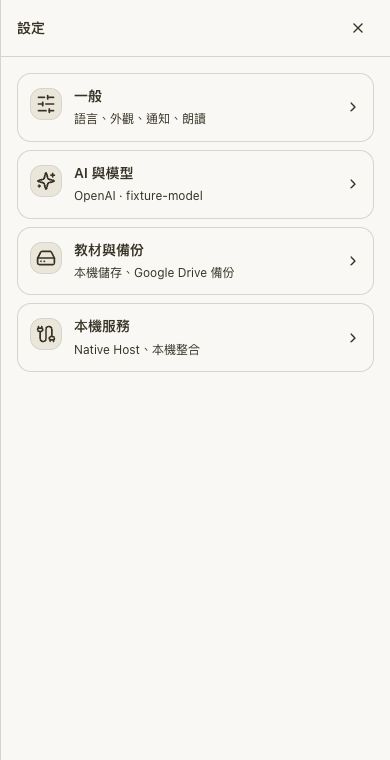 設定
一般
語言、外觀、通知、朗讀
AI 與模型
OpenAI · fixture-model
教材與備份
本機儲存、Google Drive 備份
本機服務
Native Host、本機整合